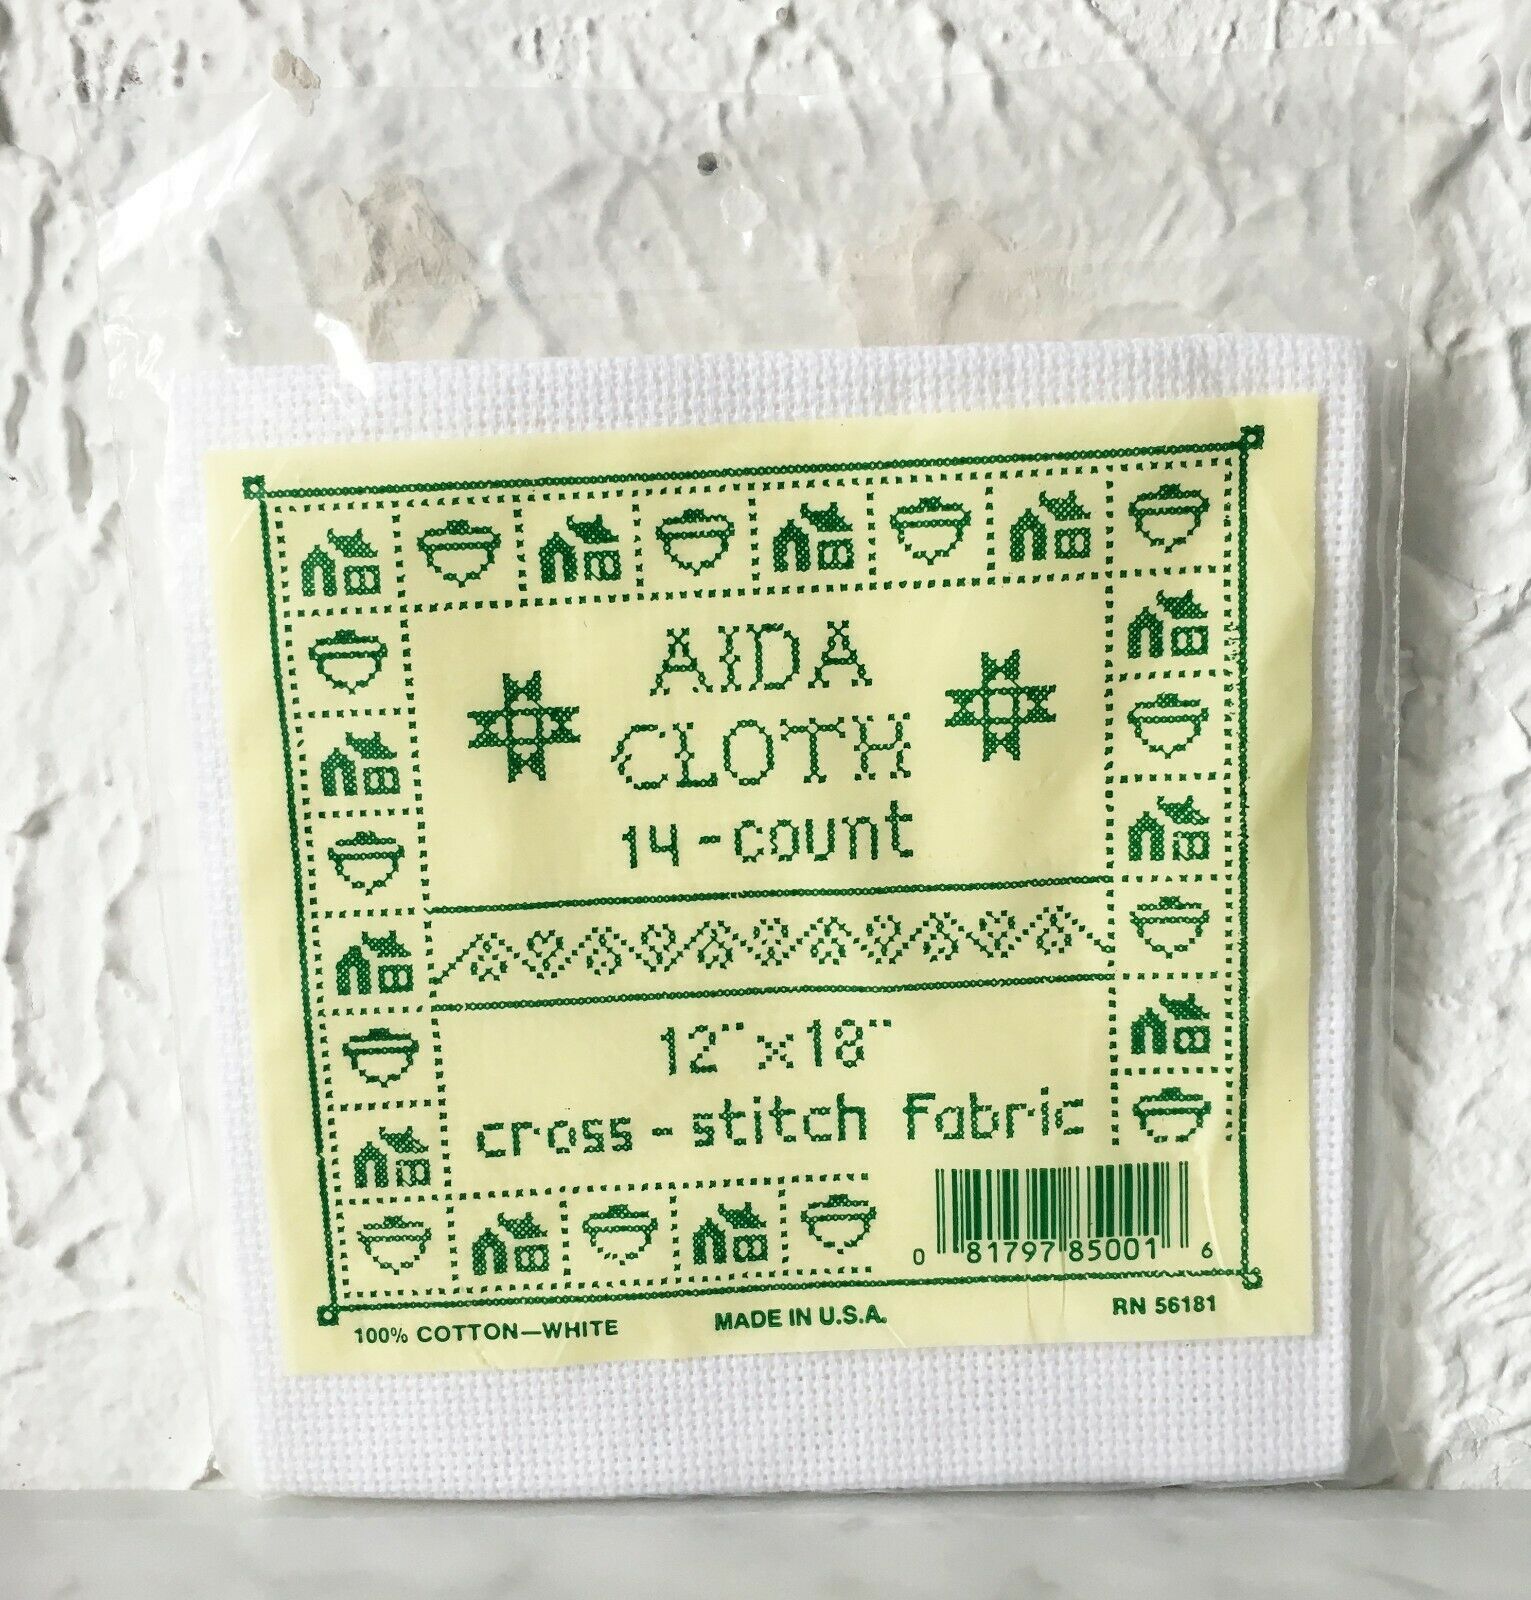 AIDA
CLOTH
14-count
12"x18"
cross-stitch fabric
0 81797 85001 6
100% COTTON—WHITE
MADE IN U.S.A.
RN 56181